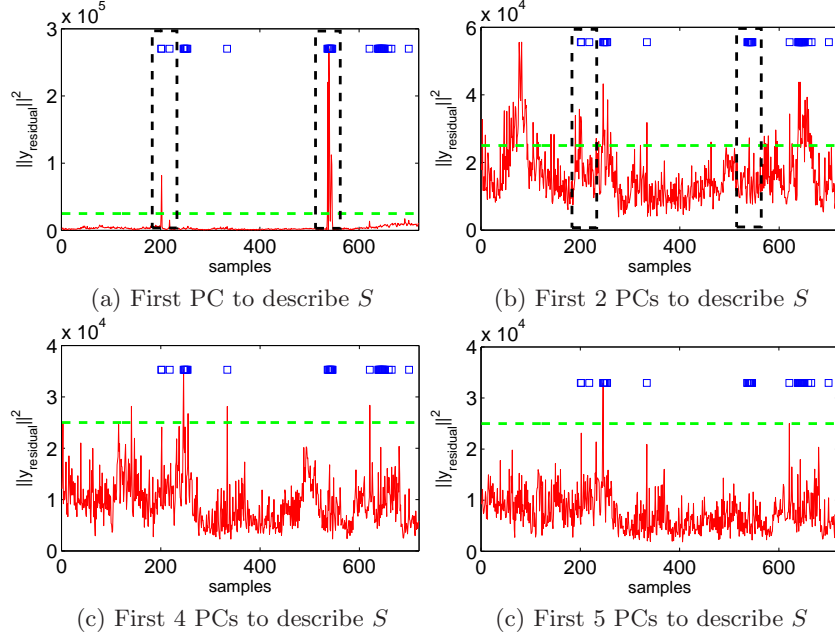 x 10^5
3
2
1
0
||y_residual||^2
0 200 400 600
samples
(a) First PC to describe S
x 10^4
6
4
2
0
||y_residual||^2
0 200 400 600
samples
(b) First 2 PCs to describe S
x 10^4
4
3
2
1
0
||y_residual||^2
0 200 400 600
samples
(c) First 4 PCs to describe S
x 10^4
4
3
2
1
0
||y_residual||^2
0 200 400 600
samples
(c) First 5 PCs to describe S